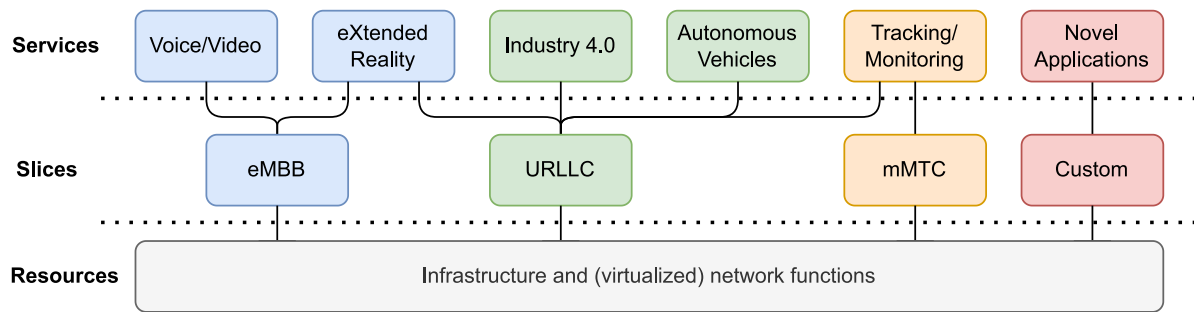 Services
Voice/Video
eXtended
Reality
Industry 4.0
Autonomous
Vehicles
Tracking/
Monitoring
Novel
Applications
Slices
eMBB
URLLC
mMTC
Custom
Resources
Infrastructure and (virtualized) network functions